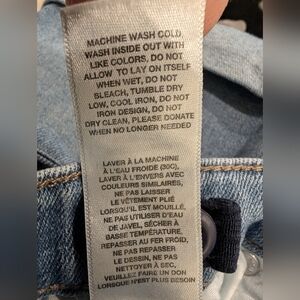 MACHINE WASH COLD,
WASH INSIDE OUT WITH
LIKE COLORS, DO NOT
ALLOW TO LAY ON ITSELF
WHEN WET, DO NOT
BLEACH, TUMBLE DRY
LOW, COOL IRON, DO NOT
IRON DESIGN, DO NOT
DRY CLEAN, PLEASE DONATE
WHEN NO LONGER NEEDED
LAVER À LA MACHINE
À L'EAU FROIDE (30C),
LAVER À L'ENVERS AVEC
COULEURS SIMILAIRES,
NE PAS LAISSER
LE VÊTEMENT PLIÉ
LORSQU'IL EST MOUILLÉ,
NE PAS UTILISER D'EAU
DE JAVEL, SÉCHER À
BASSE TEMPÉRATURE,
REPASSER AU FER FROID,
NE PAS REPASSER
LE DESSIN, NE PAS
NETTOYER À SEC,
VEUILLEZ FAIRE UN DON
LORSQU'IL N'EST PLUS BESOIN